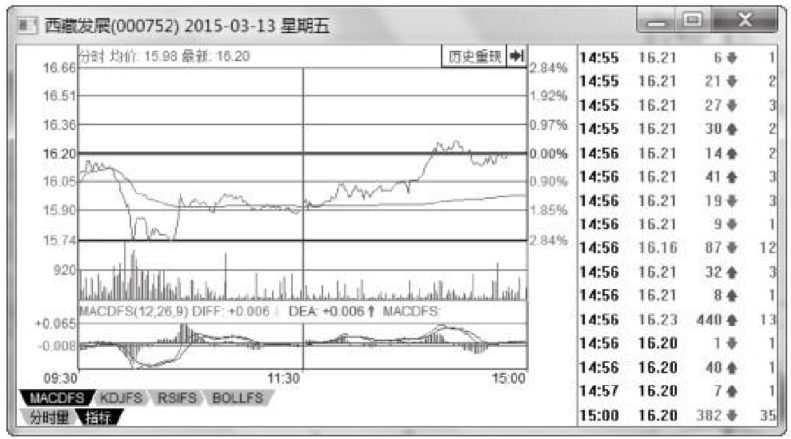 西藏发展(000752) 2015-03-13 星期五
分时 均价: 15.98 最新: 16.20
历史重现
16.66
16.51
16.36
16.20
16.05
15.90
15.74
920
2.84%
1.92%
0.97%
0.00%
0.90%
1.85%
2.84%
MACDFS(12,26,9) DIFF: +0.006↓ DEA: +0.006↑ MACDFS:
+0.065
-0.008
09:30 11:30 15:00
MACDFS KDJFS RSIFS BOLLFS
分时量 指标
14:55 16.21 6 🡇 1
14:55 16.21 21 🡇 2
14:55 16.21 27 🡇 3
14:55 16.21 30 🡅 2
14:56 16.21 14 🡅 2
14:56 16.21 41 🡅 3
14:56 16.21 19 🡇 3
14:56 16.21 9 🡇 1
14:56 16.16 87 🡇 12
14:56 16.21 32 🡅 3
14:56 16.21 8 🡅 1
14:56 16.23 440 🡅 13
14:56 16.20 1 🡇 1
14:56 16.20 40 🡅 1
14:57 16.20 7 🡅 1
15:00 16.20 382 🡇 35